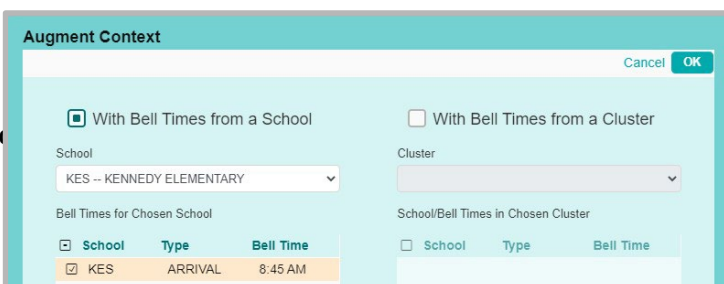 Augment Context
Cancel OK
With Bell Times from a School
With Bell Times from a Cluster
School
Cluster
KES -- KENNEDY ELEMENTARY
Bell Times for Chosen School
School/Bell Times in Chosen Cluster
School Type Bell Time
School Type Bell Time
KES ARRIVAL 8:45 AM